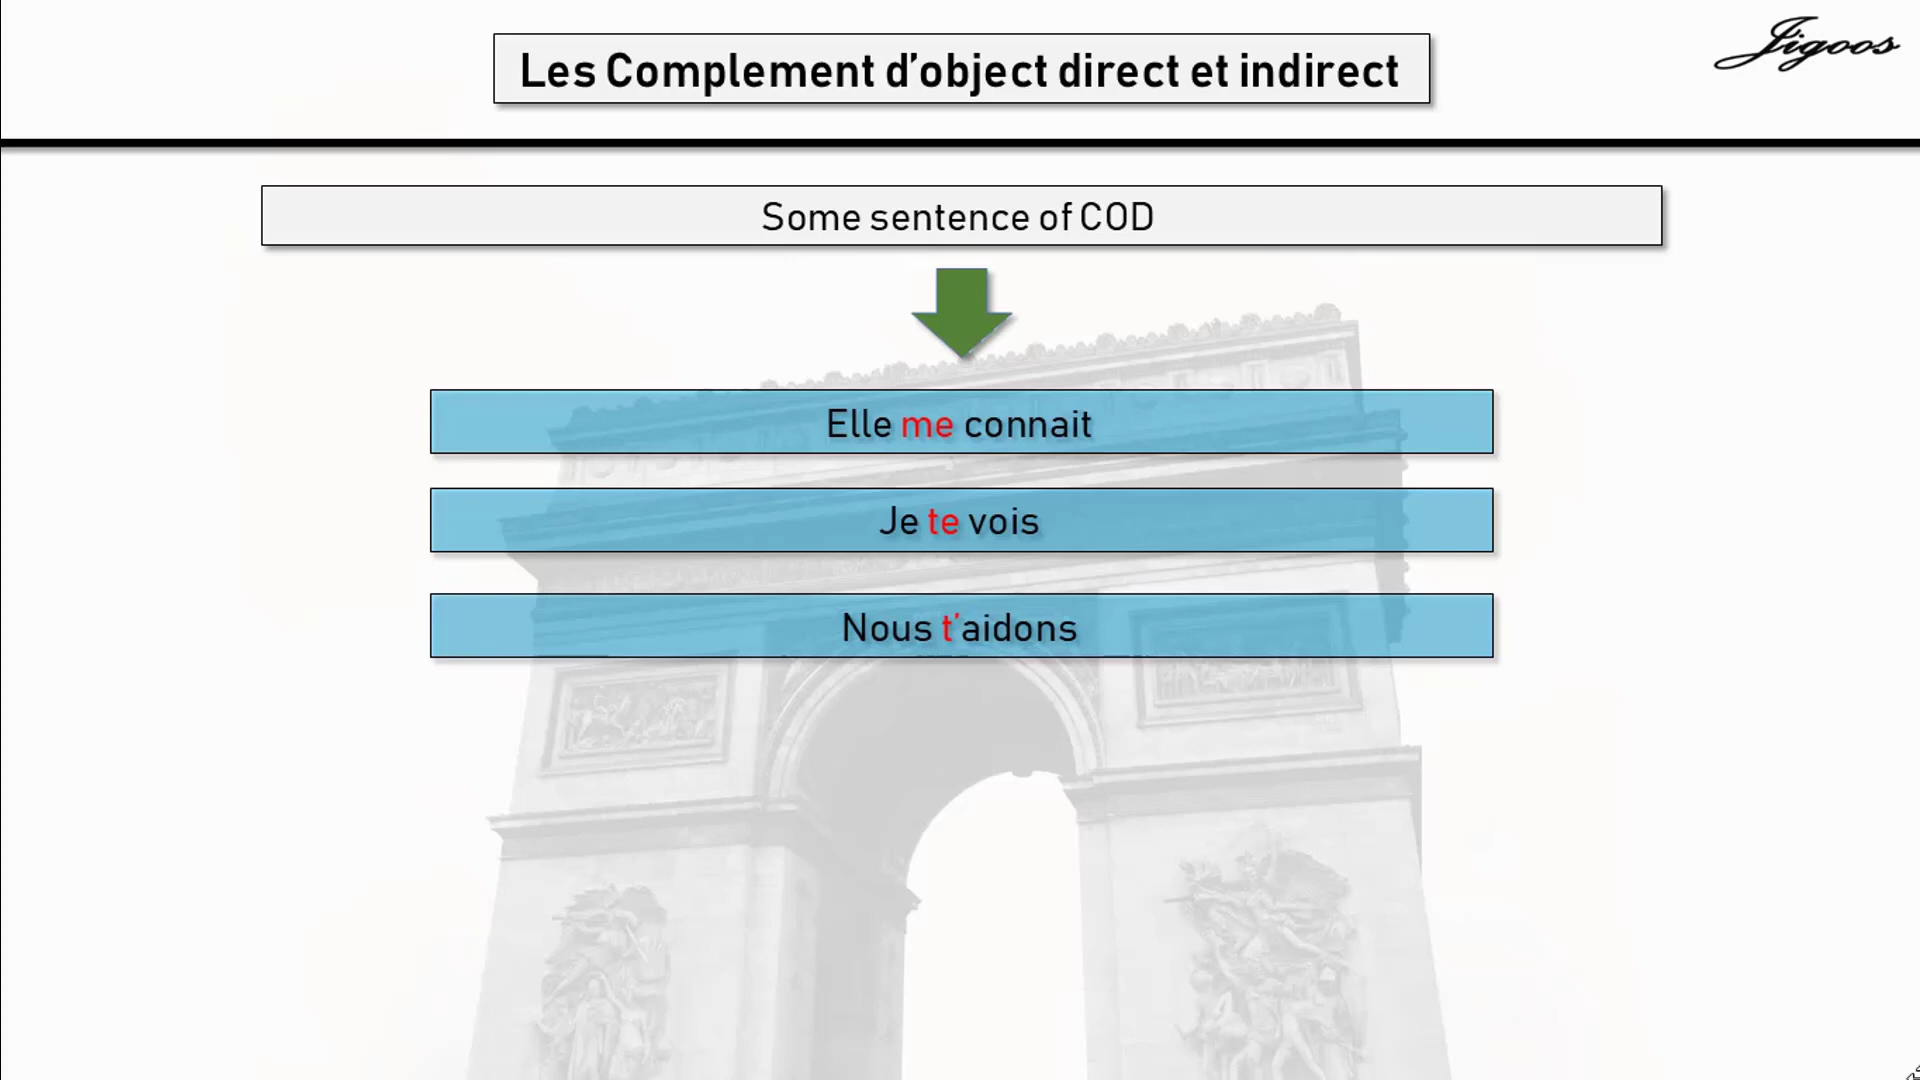 Les Complement d’object direct et indirect
Jigoos
Some sentence of COD
Elle me connait
Je te vois
Nous t’aidons